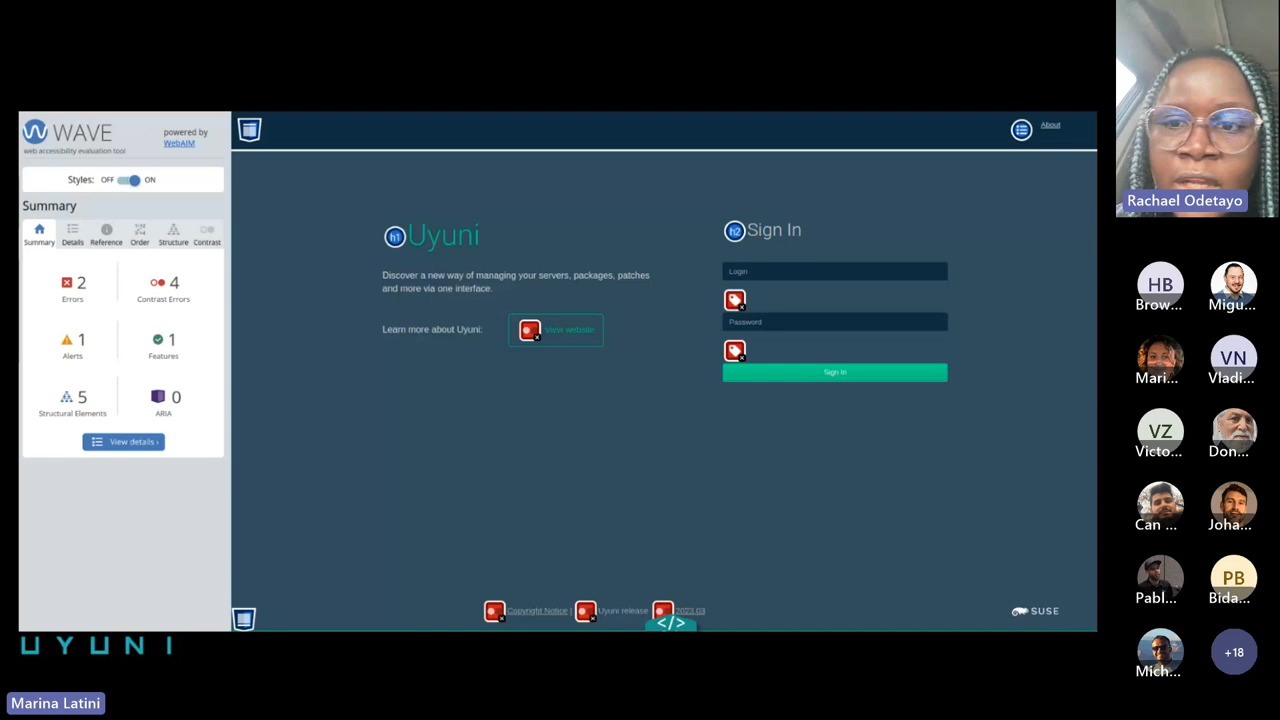 WAVE
web accessibility evaluation tool
powered by
WebAIM
Styles: OFF ON
Summary
Summary Details Reference Order Structure Contrast
2 Errors
4 Contrast Errors
1 Alerts
1 Features
5 Structural Elements
0 ARIA
View details ›
About
h1 Uyuni
Discover a new way of managing your servers, packages, patches
and more via one interface.
Learn more about Uyuni: View website
h2 Sign In
Login
Password
Sign In
Copyright Notice | Uyuni release 2023.03
</>
SUSE
UYUNI
Marina Latini
Rachael Odetayo
HB
Brow...
Migu...
Mari...
VN
Vladi...
VZ
Victo...
Don...
Can ...
Joha...
Pabl...
PB
Bida...
Mich...
+18